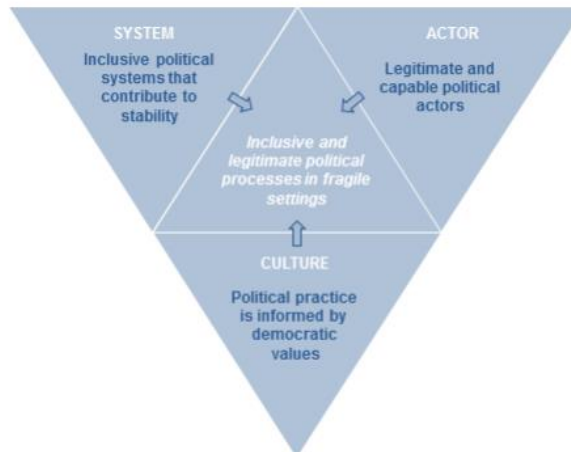 SYSTEM
Inclusive political
systems that
contribute to
stability
ACTOR
Legitimate and
capable political
actors
Inclusive and
legitimate political
processes in fragile
settings
CULTURE
Political practice
is informed by
democratic
values